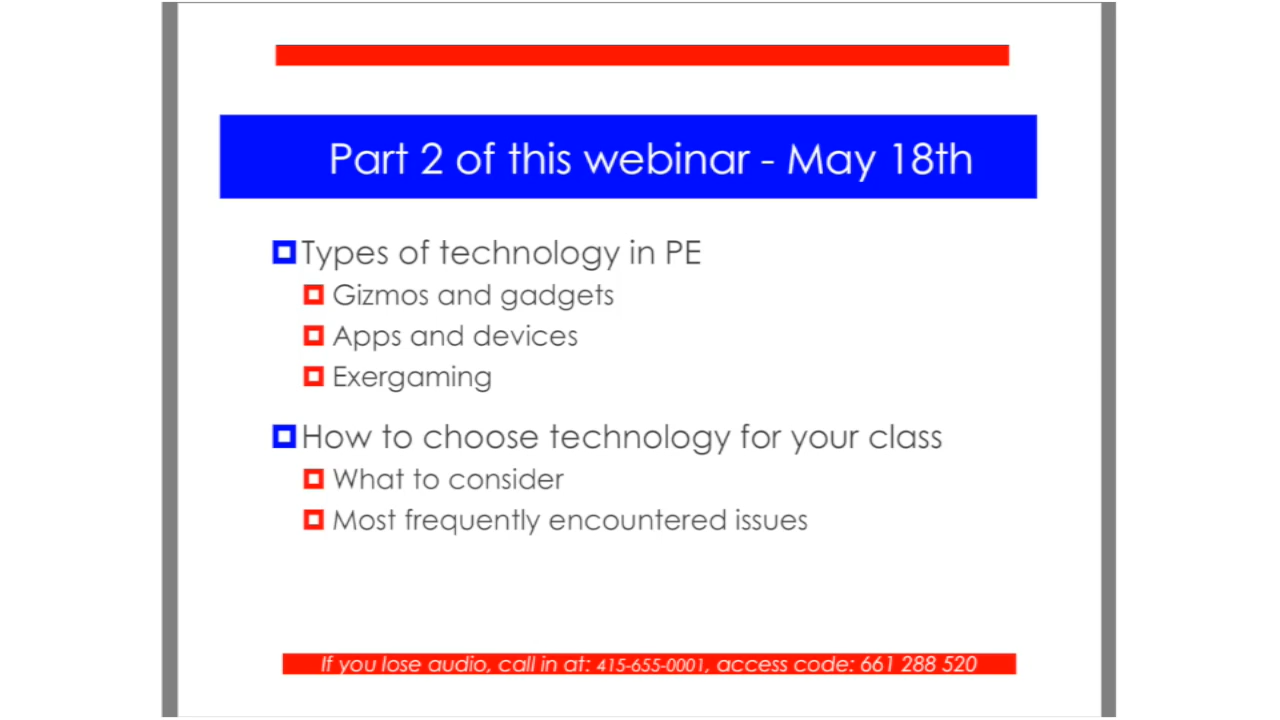 Part 2 of this webinar - May 18th
Types of technology in PE
Gizmos and gadgets
Apps and devices
Exergaming
How to choose technology for your class
What to consider
Most frequently encountered issues
If you lose audio, call in at: 415-655-0001, access code: 661 288 520